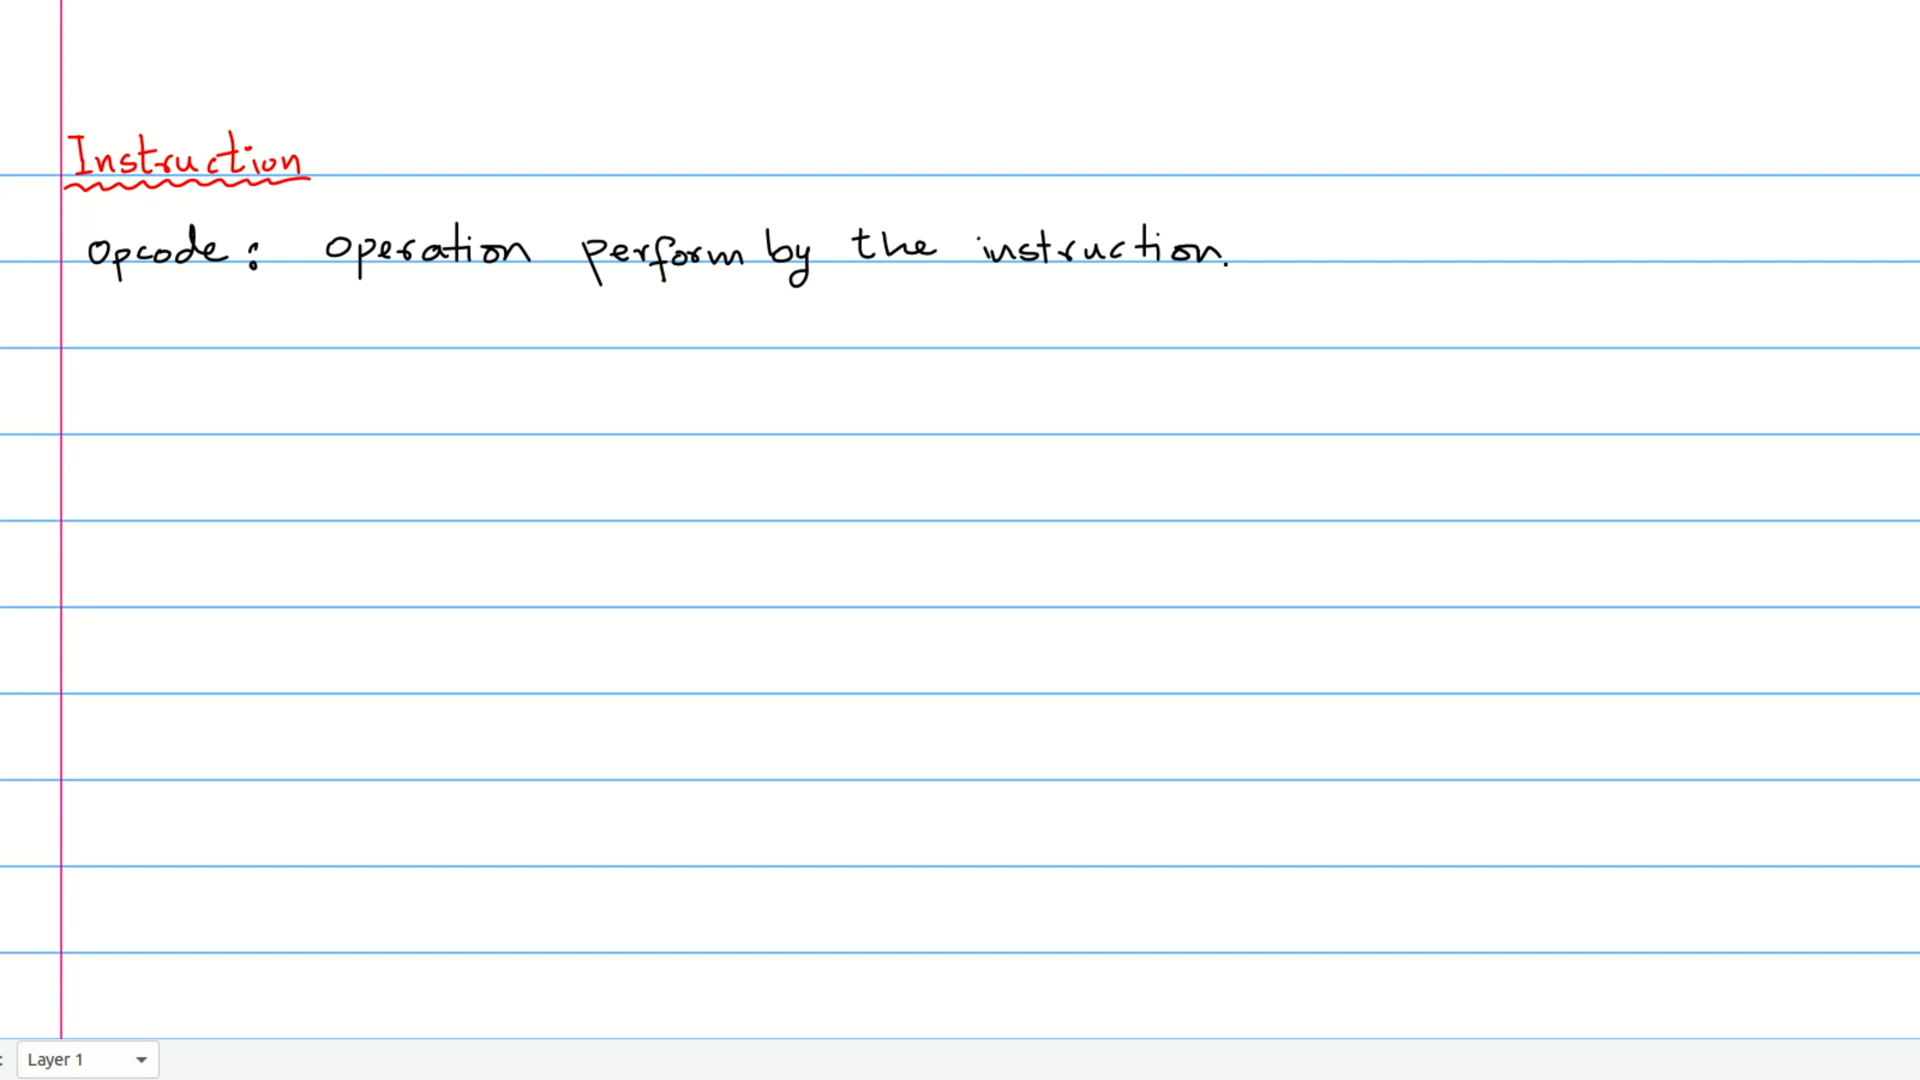 Instruction
Opcode: Operation perform by the instruction.
: Layer 1